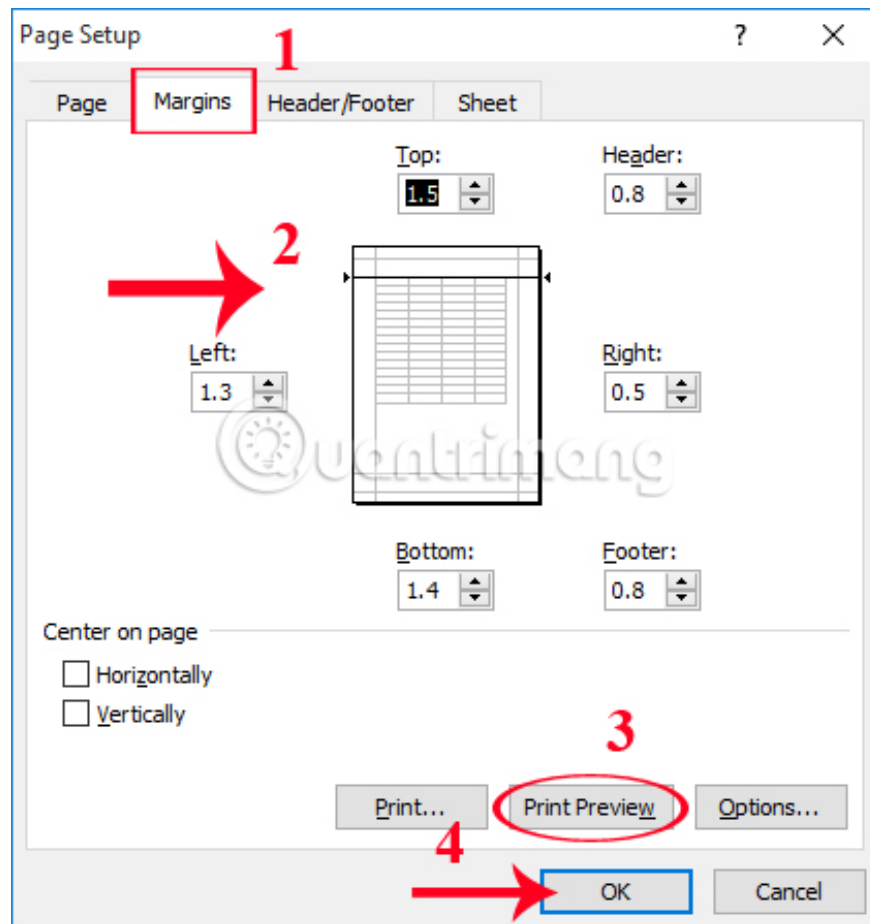 Page Setup ?
1
Page Margins Header/Footer Sheet
Top: Header:
1.5 0.8
2
Left: Right:
1.3 0.5
Quantrimang
Bottom: Footer:
1.4 0.8
Center on page
Horizontally
Vertically
3
Print... Print Preview Options...
4
OK Cancel